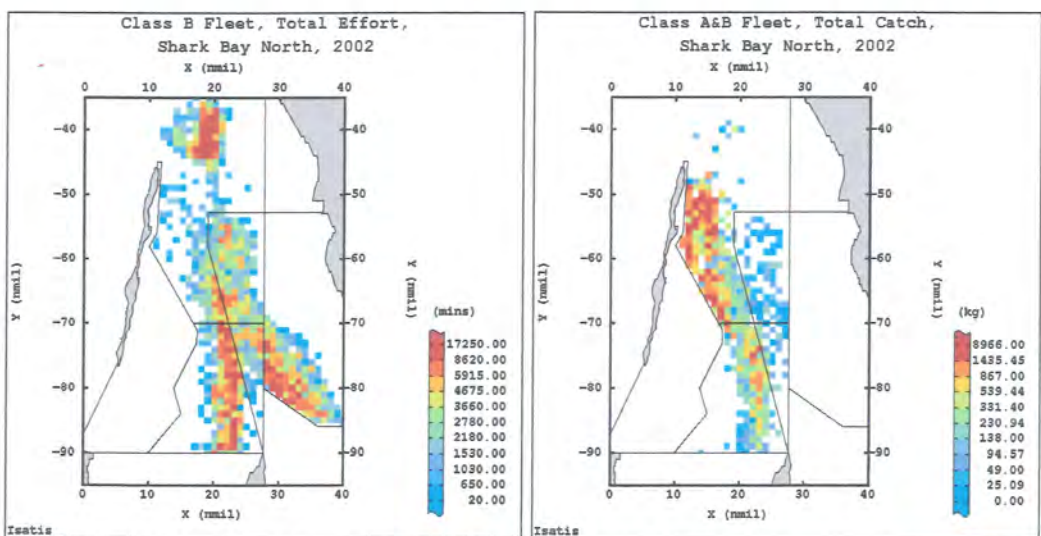 Class B Fleet, Total Effort,
Shark Bay North, 2002
X (nmil)
0 10 20 30 40
-40 -40
-50 -50
-60 -60
-70 -70
-80 -80
-90 -90
Y (nmil)
Y (nmil)
(mins)
17250.00
8620.00
5915.00
4675.00
3660.00
2780.00
2180.00
1530.00
1030.00
650.00
20.00
0 10 20 30 40
X (nmil)
Isatis
Class A&B Fleet, Total Catch,
Shark Bay North, 2002
X (nmil)
0 10 20 30 40
-40 -40
-50 -50
-60 -60
-70 -70
-80 -80
-90 -90
Y (nmil)
Y (nmil)
(kg)
8966.00
1435.45
867.00
539.44
331.40
230.94
138.00
94.57
49.00
25.09
0.00
0 10 20 30 40
X (nmil)
Isatis